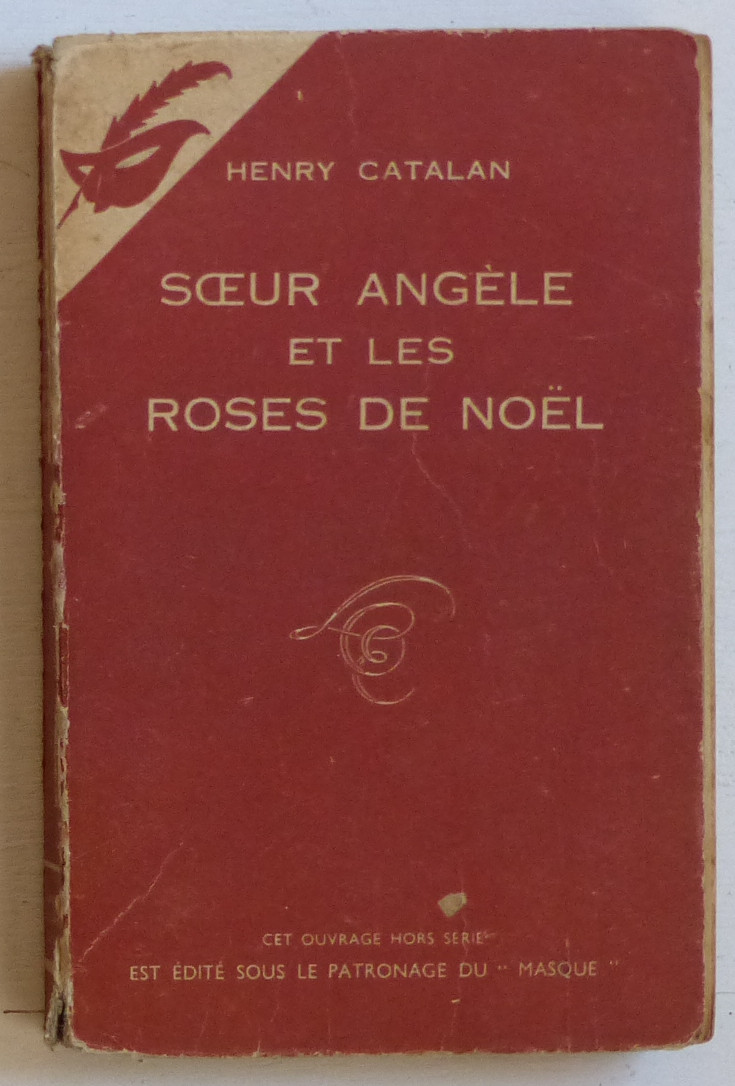 HENRY CATALAN
SŒUR ANGÈLE
ET LES
ROSES DE NOËL
CET OUVRAGE HORS SÉRIE
EST ÉDITÉ SOUS LE PATRONAGE DU " MASQUE "